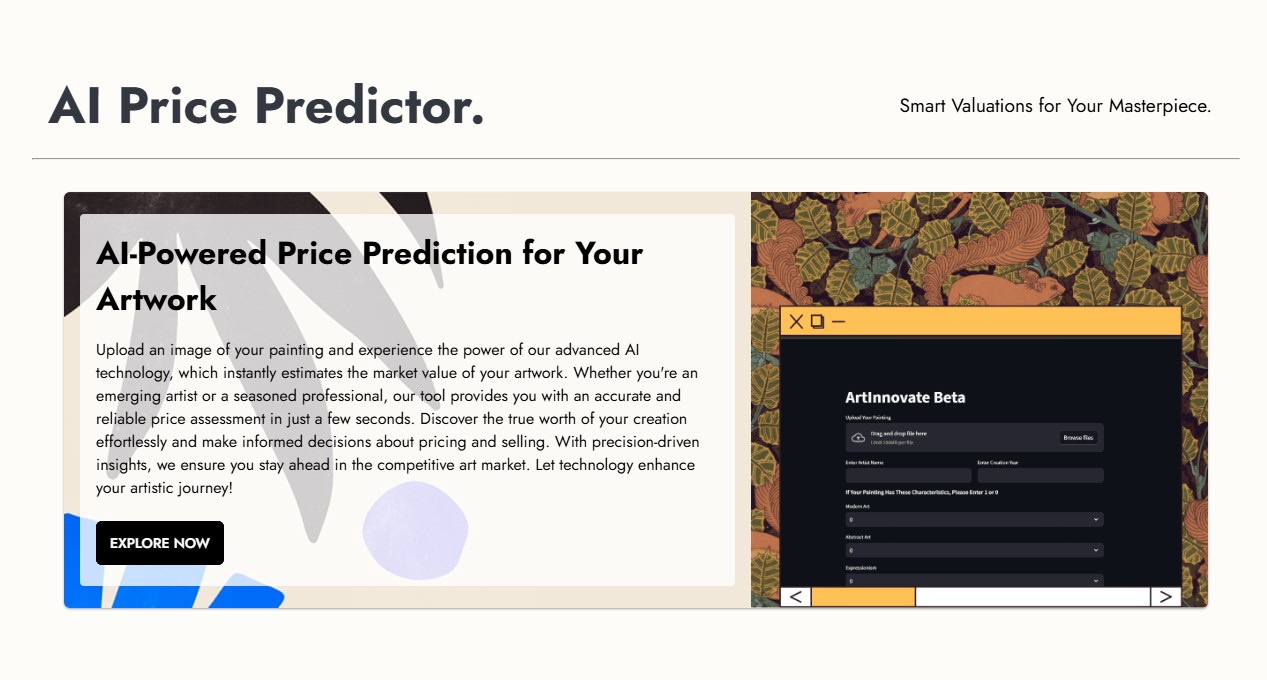 AI Price Predictor.
Smart Valuations for Your Masterpiece.
AI-Powered Price Prediction for Your
Artwork
Upload an image of your painting and experience the power of our advanced AI
technology, which instantly estimates the market value of your artwork. Whether you're an
emerging artist or a seasoned professional, our tool provides you with an accurate and
reliable price assessment in just a few seconds. Discover the true worth of your creation
effortlessly and make informed decisions about pricing and selling. With precision-driven
insights, we ensure you stay ahead in the competitive art market. Let technology enhance
your artistic journey!
EXPLORE NOW
ArtInnovate Beta
Upload Your Painting
Drag and drop file here
Limit 200MB per file
Browse files
Enter Artist Name
Enter Creation Year
If Your Painting Has These Characteristics, Please Enter 1 or 0
Modern Art
0
Abstract Art
0
Expressionism
0